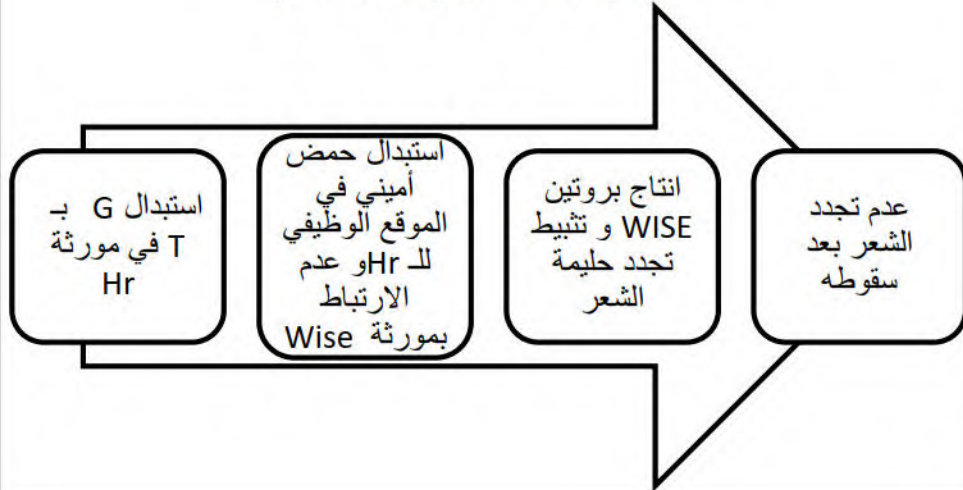 استبدال G بـ
T في مورثة
Hr
استبدال حمض
أميني في
الموقع الوظيفي
للـ Hrو عدم
الارتباط
بمورثة Wise
انتاج بروتين
WISE و تثبيط
تجدد حليمة
الشعر
عدم تجدد
الشعر بعد
سقوطه